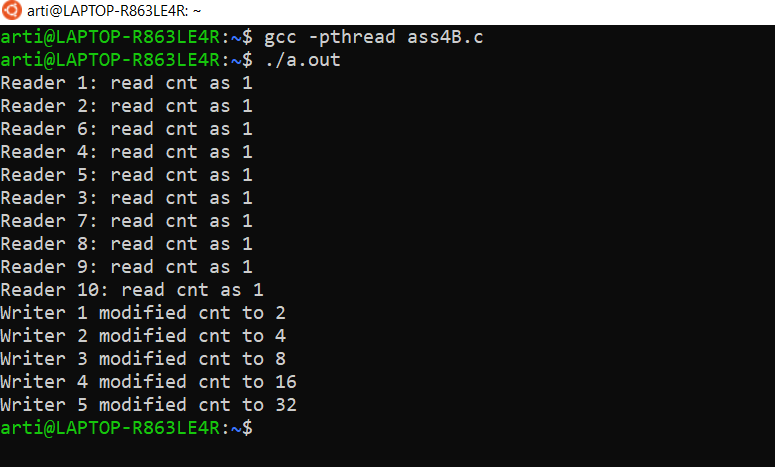 arti@LAPTOP-R863LE4R: ~
arti@LAPTOP-R863LE4R:~$ gcc -pthread ass4B.c
arti@LAPTOP-R863LE4R:~$ ./a.out
Reader 1: read cnt as 1
Reader 2: read cnt as 1
Reader 6: read cnt as 1
Reader 4: read cnt as 1
Reader 5: read cnt as 1
Reader 3: read cnt as 1
Reader 7: read cnt as 1
Reader 8: read cnt as 1
Reader 9: read cnt as 1
Reader 10: read cnt as 1
Writer 1 modified cnt to 2
Writer 2 modified cnt to 4
Writer 3 modified cnt to 8
Writer 4 modified cnt to 16
Writer 5 modified cnt to 32
arti@LAPTOP-R863LE4R:~$